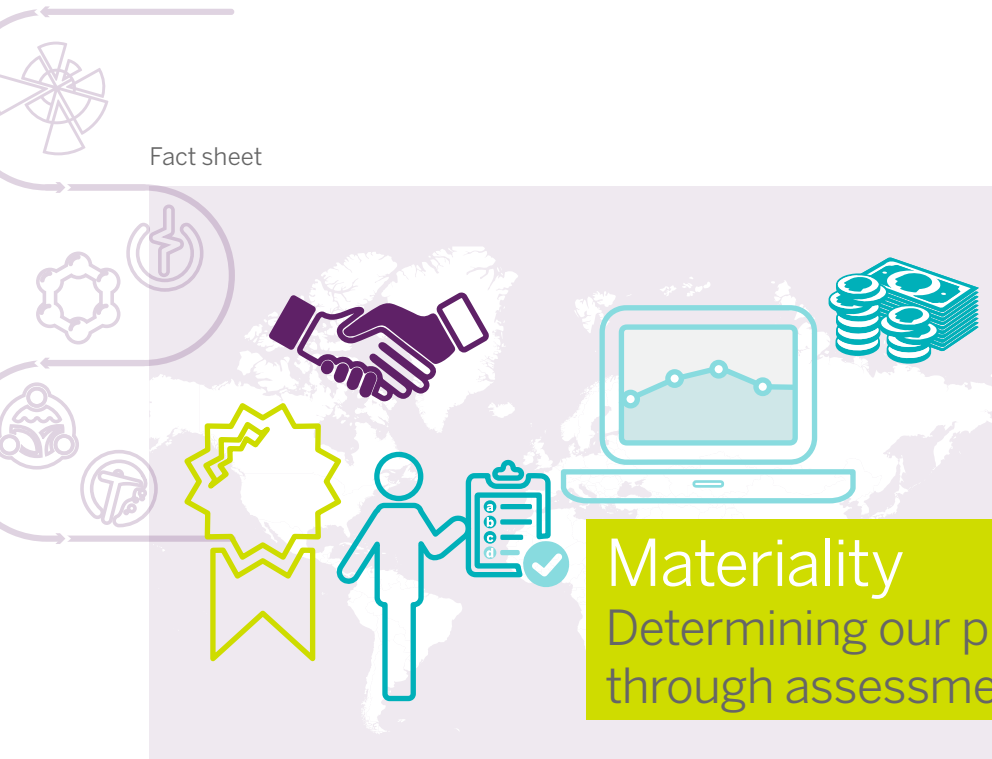 Fact sheet
a
b
c
d
Materiality
Determining our p
through assessme